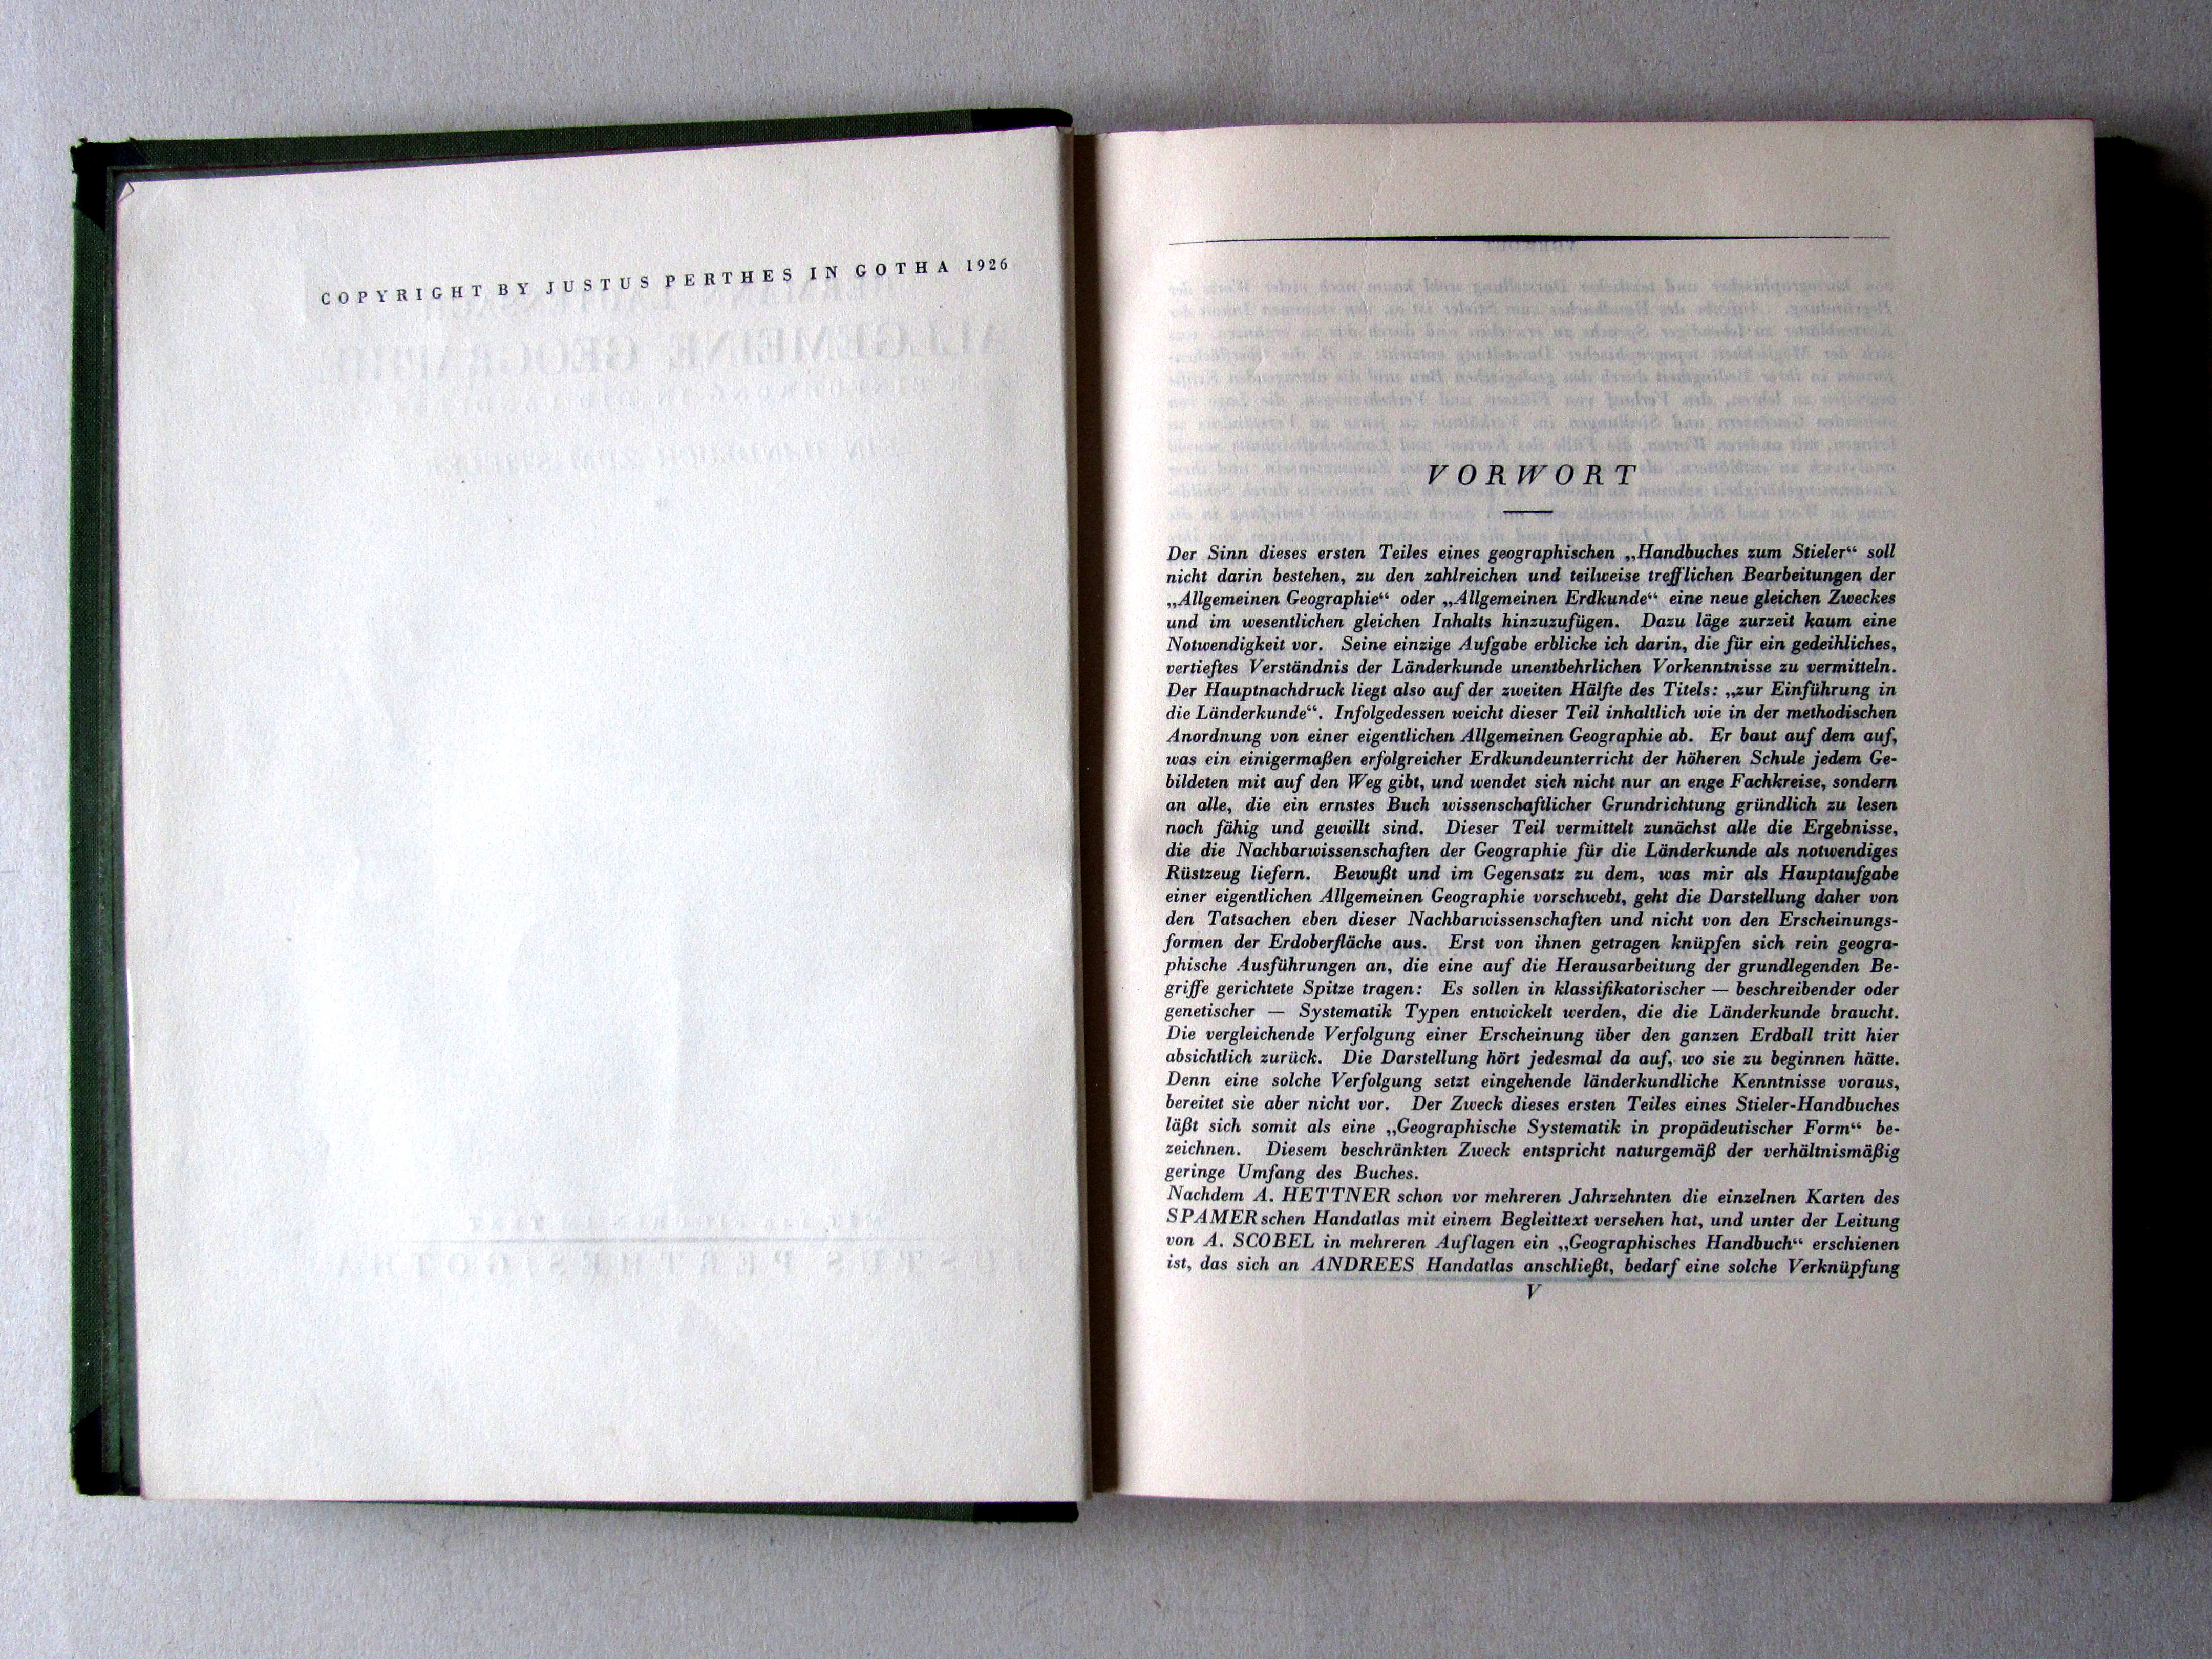 COPYRIGHT BY JUSTUS PERTHES IN GOTHA 1926
VORWORT
Der Sinn dieses ersten Teiles eines geographischen „Handbuches zum Stieler“ soll
nicht darin bestehen, zu den zahlreichen und teilweise trefflichen Bearbeitungen der
„Allgemeinen Geographie“ oder „Allgemeinen Erdkunde“ eine neue gleichen Zweckes
und im wesentlichen gleichen Inhalts hinzuzufügen. Dazu läge zurzeit kaum eine
Notwendigkeit vor. Seine einzige Aufgabe erblicke ich darin, die für ein gedeihliches,
vertieftes Verständnis der Länderkunde unentbehrlichen Vorkenntnisse zu vermitteln.
Der Hauptnachdruck liegt also auf der zweiten Hälfte des Titels: „zur Einführung in
die Länderkunde“. Infolgedessen weicht dieser Teil inhaltlich wie in der methodischen
Anordnung von einer eigentlichen Allgemeinen Geographie ab. Er baut auf dem auf,
was ein einigermaßen erfolgreicher Erdkundeunterricht der höheren Schule jedem Ge-
bildeten mit auf den Weg gibt, und wendet sich nicht nur an enge Fachkreise, sondern
an alle, die ein ernstes Buch wissenschaftlicher Grundrichtung gründlich zu lesen
noch fähig und gewillt sind. Dieser Teil vermittelt zunächst alle die Ergebnisse,
die die Nachbarwissenschaften der Geographie für die Länderkunde als notwendiges
Rüstzeug liefern. Bewußt und im Gegensatz zu dem, was mir als Hauptaufgabe
einer eigentlichen Allgemeinen Geographie vorschwebt, geht die Darstellung daher von
den Tatsachen eben dieser Nachbarwissenschaften und nicht von den Erscheinungs-
formen der Erdoberfläche aus. Erst von ihnen getragen knüpfen sich rein geogra-
phische Ausführungen an, die eine auf die Herausarbeitung der grundlegenden Be-
griffe gerichtete Spitze tragen: Es sollen in klassifikatorischer — beschreibender oder
genetischer — Systematik Typen entwickelt werden, die die Länderkunde braucht.
Die vergleichende Verfolgung einer Erscheinung über den ganzen Erdball tritt hier
absichtlich zurück. Die Darstellung hört jedesmal da auf, wo sie zu beginnen hätte.
Denn eine solche Verfolgung setzt eingehende länderkundliche Kenntnisse voraus,
bereitet sie aber nicht vor. Der Zweck dieses ersten Teiles eines Stieler-Handbuches
läßt sich somit als eine „Geographische Systematik in propädeutischer Form“ be-
zeichnen. Diesem beschränkten Zweck entspricht naturgemäß der verhältnismäßig
geringe Umfang des Buches.
Nachdem A. HETTNER schon vor mehreren Jahrzehnten die einzelnen Karten des
SPAMERschen Handatlas mit einem Begleittext versehen hat, und unter der Leitung
von A. SCOBEL in mehreren Auflagen ein „Geographisches Handbuch“ erschienen
ist, das sich an ANDREES Handatlas anschließt, bedarf eine solche Verknüpfung
V